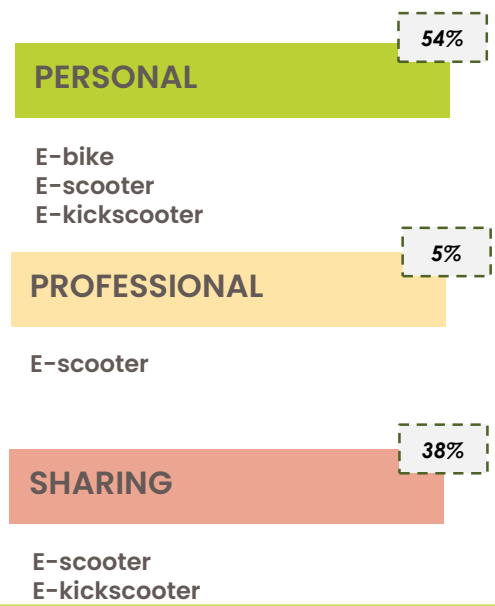 54%
PERSONAL
E-bike
E-scooter
E-kickscooter
5%
PROFESSIONAL
E-scooter
38%
SHARING
E-scooter
E-kickscooter